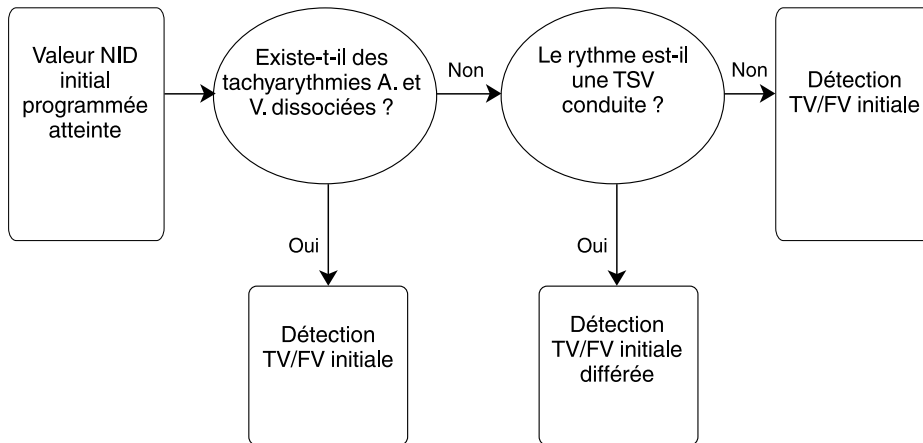 Valeur NID
initial
programmée
atteinte
Existe-t-il des
tachyarythmies A. et
V. dissociées ?
Non
Le rythme est-il
une TSV
conduite ?
Non
Détection
TV/FV initiale
Oui
Oui
Détection
TV/FV initiale
Détection
TV/FV initiale
différée